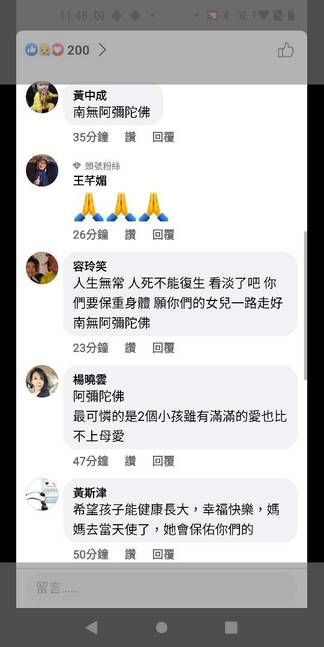 11:48
200
黃中成
南無阿彌陀佛
35分鐘 讚 回覆
頭號粉絲
王芊媚
🙏🙏🙏
26分鐘 讚 回覆
容玲笑
人生無常 人死不能復生 看淡了吧 你
們要保重身體 願你們的女兒一路走好
南無阿彌陀佛
23分鐘 讚 回覆
楊曉雲
阿彌陀佛
最可憐的是2個小孩雖有滿滿的愛也比
不上母愛
47分鐘 讚 回覆
黃斯津
希望孩子能健康長大，幸福快樂，媽
媽去當天使了，她會保佑你們的
50分鐘 讚 回覆
留言......